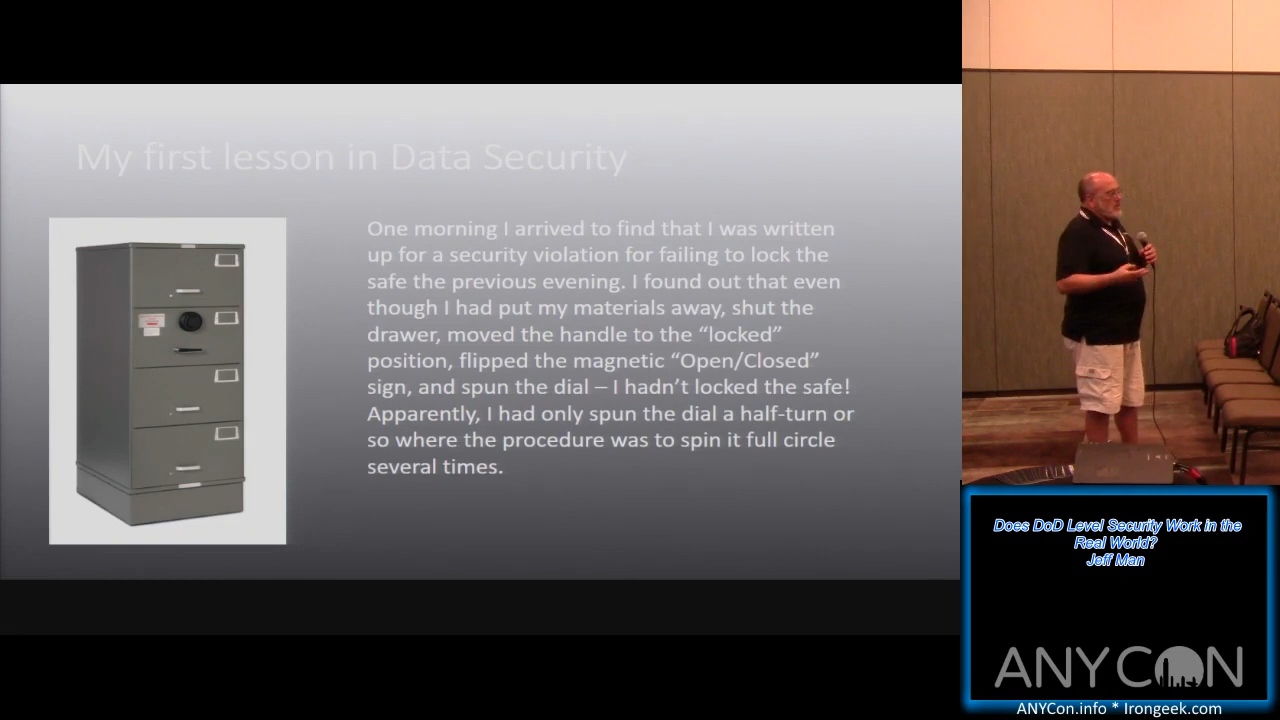 My first lesson in Data Security
One morning I arrived to find that I was written
up for a security violation for failing to lock the
safe the previous evening. I found out that even
though I had put my materials away, shut the
drawer, moved the handle to the “locked”
position, flipped the magnetic “Open/Closed”
sign, and spun the dial – I hadn’t locked the safe!
Apparently, I had only spun the dial a half-turn or
so where the procedure was to spin it full circle
several times.
Does DoD Level Security Work in the
Real World?
Jeff Man
ANYCON
ANYCon.info * Irongeek.com